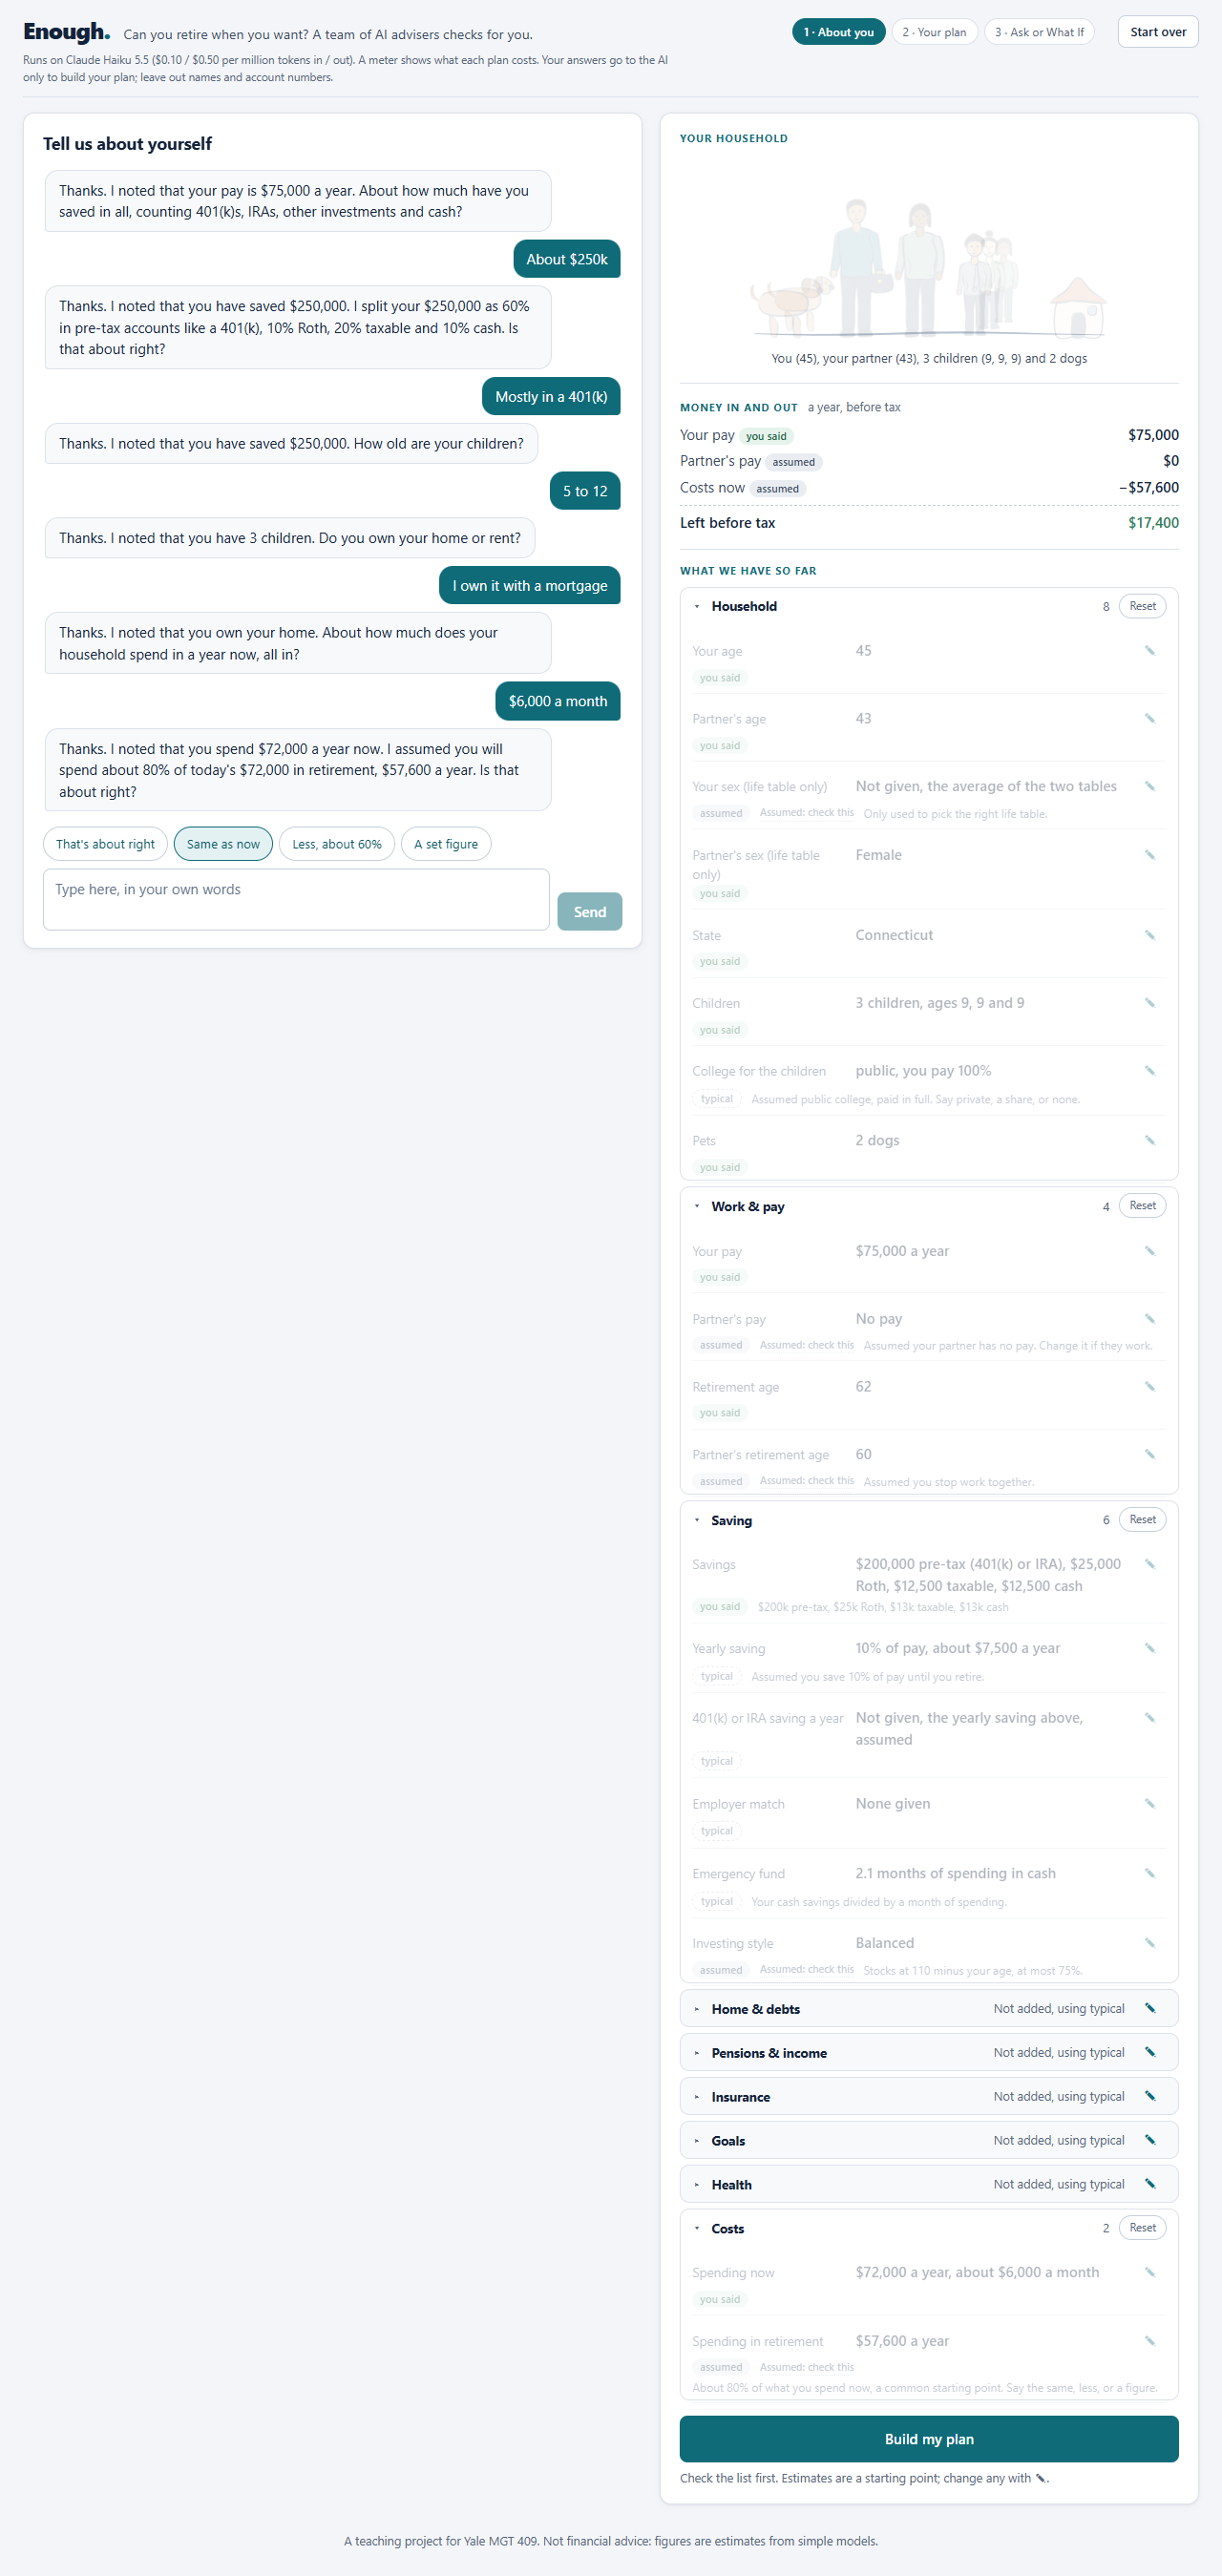 Enough. Can you retire when you want? A team of AI advisers checks for you.
1 · About you
2 · Your plan
3 · Ask or What If
Start over
Runs on Claude Haiku 5.5 ($0.10 / $0.50 per million tokens in / out). A meter shows what each plan costs. Your answers go to the AI
only to build your plan; leave out names and account numbers.
Tell us about yourself
Thanks. I noted that your pay is $75,000 a year. About how much have you
saved in all, counting 401(k)s, IRAs, other investments and cash?
About $250k
Thanks. I noted that you have saved $250,000. I split your $250,000 as 60%
in pre-tax accounts like a 401(k), 10% Roth, 20% taxable and 10% cash. Is
that about right?
Mostly in a 401(k)
Thanks. I noted that you have saved $250,000. How old are your children?
5 to 12
Thanks. I noted that you have 3 children. Do you own your home or rent?
I own it with a mortgage
Thanks. I noted that you own your home. About how much does your
household spend in a year now, all in?
$6,000 a month
Thanks. I noted that you spend $72,000 a year now. I assumed you will
spend about 80% of today's $72,000 in retirement, $57,600 a year. Is that
about right?
That's about right
Same as now
Less, about 60%
A set figure
Type here, in your own words
Send
YOUR HOUSEHOLD
You (45), your partner (43), 3 children (9, 9, 9) and 2 dogs
MONEY IN AND OUT a year, before tax
Your pay you said $75,000
Partner's pay assumed $0
Costs now assumed −$57,600
Left before tax $17,400
WHAT WE HAVE SO FAR
Household 8 Reset
Your age 45
you said
Partner's age 43
you said
Your sex (life table only) Not given, the average of the two tables
assumed Assumed: check this Only used to pick the right life table.
Partner's sex (life table Female
only)
you said
State Connecticut
you said
Children 3 children, ages 9, 9 and 9
you said
College for the children public, you pay 100%
typical Assumed public college, paid in full. Say private, a share, or none.
Pets 2 dogs
you said
Work & pay 4 Reset
Your pay $75,000 a year
you said
Partner's pay No pay
assumed Assumed: check this Assumed your partner has no pay. Change it if they work.
Retirement age 62
you said
Partner's retirement age 60
assumed Assumed: check this Assumed you stop work together.
Saving 6 Reset
Savings $200,000 pre-tax (401(k) or IRA), $25,000
Roth, $12,500 taxable, $12,500 cash
you said $200k pre-tax, $25k Roth, $13k taxable, $13k cash
Yearly saving 10% of pay, about $7,500 a year
typical Assumed you save 10% of pay until you retire.
401(k) or IRA saving a year Not given, the yearly saving above,
assumed
typical
Employer match None given
typical
Emergency fund 2.1 months of spending in cash
typical Your cash savings divided by a month of spending.
Investing style Balanced
assumed Assumed: check this Stocks at 110 minus your age, at most 75%.
Home & debts Not added, using typical
Pensions & income Not added, using typical
Insurance Not added, using typical
Goals Not added, using typical
Health Not added, using typical
Costs 2 Reset
Spending now $72,000 a year, about $6,000 a month
you said
Spending in retirement $57,600 a year
assumed Assumed: check this
About 80% of what you spend now, a common starting point. Say the same, less, or a figure.
Build my plan
Check the list first. Estimates are a starting point; change any with ✎.
A teaching project for Yale MGT 409. Not financial advice: figures are estimates from simple models.